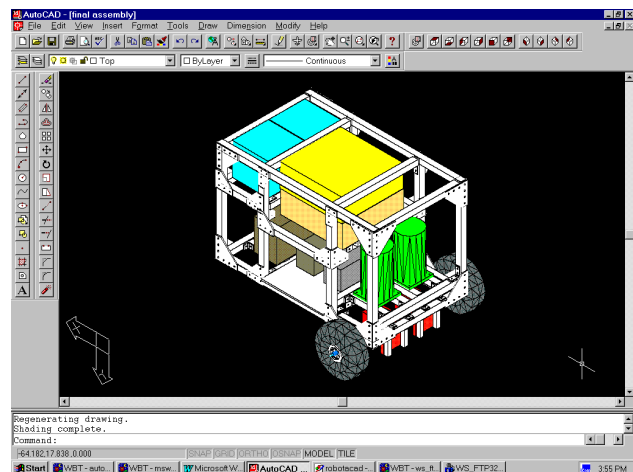 AutoCAD - [final assembly]
File Edit View Insert Format Tools Draw Dimension Modify Help
Top ByLayer Continuous
Regenerating drawing.
Shading complete.
Command:
-64.182,17.838 ,0.000 SNAP GRID ORTHO OSNAP MODEL TILE
Start WBT - auto... WBT - msw... Microsoft W... AutoCAD ... robotacad -... WBT - ws_ft... WS_FTP32... 3:55 PM